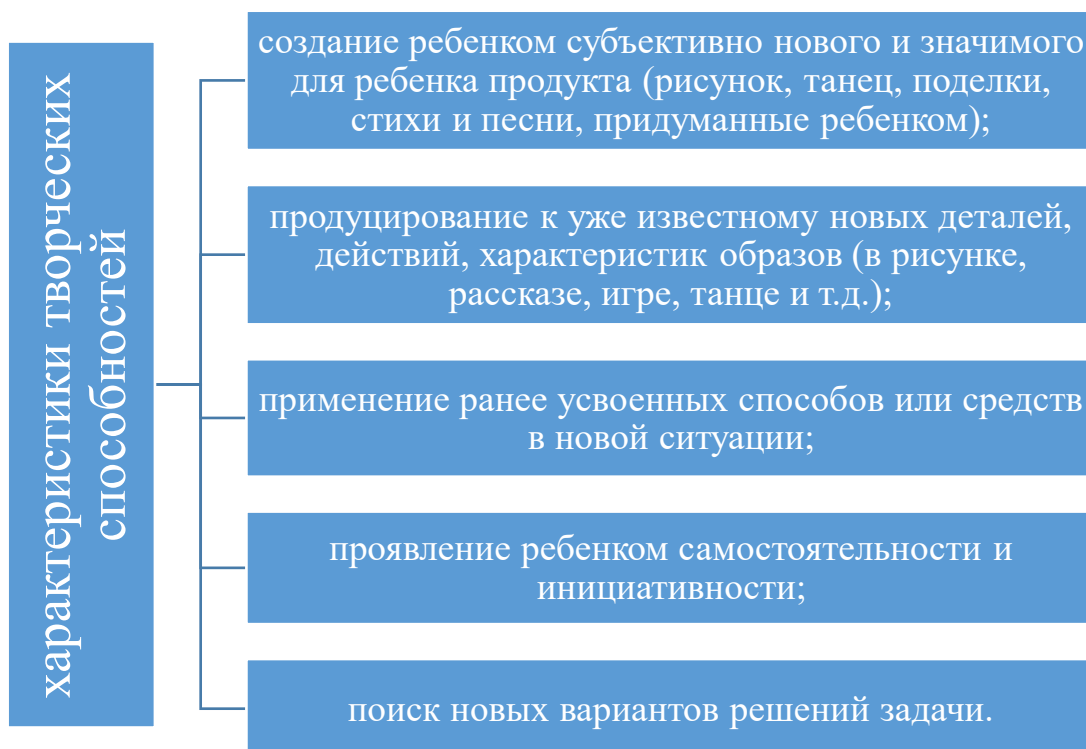 характеристики творческих
способностей
создание ребенком субъективно нового и значимого
для ребенка продукта (рисунок, танец, поделки,
стихи и песни, придуманные ребенком);
продуцирование к уже известному новых деталей,
действий, характеристик образов (в рисунке,
рассказе, игре, танце и т.д.);
применение ранее усвоенных способов или средств
в новой ситуации;
проявление ребенком самостоятельности и
инициативности;
поиск новых вариантов решений задачи.